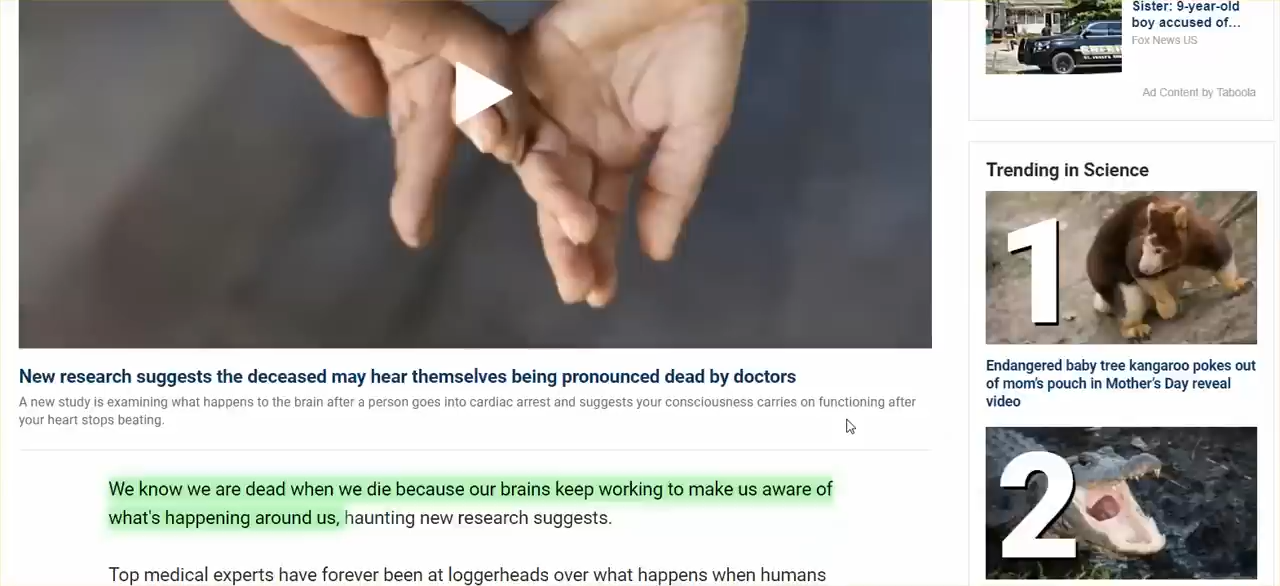 New research suggests the deceased may hear themselves being pronounced dead by doctors
A new study is examining what happens to the brain after a person goes into cardiac arrest and suggests your consciousness carries on functioning after
your heart stops beating.
We know we are dead when we die because our brains keep working to make us aware of
what's happening around us, haunting new research suggests.
Top medical experts have forever been at loggerheads over what happens when humans
Sister: 9-year-old
boy accused of...
Fox News US
SHERIFF
Ad Content by Taboola
Trending in Science
1
Endangered baby tree kangaroo pokes out
of mom's pouch in Mother's Day reveal
video
2